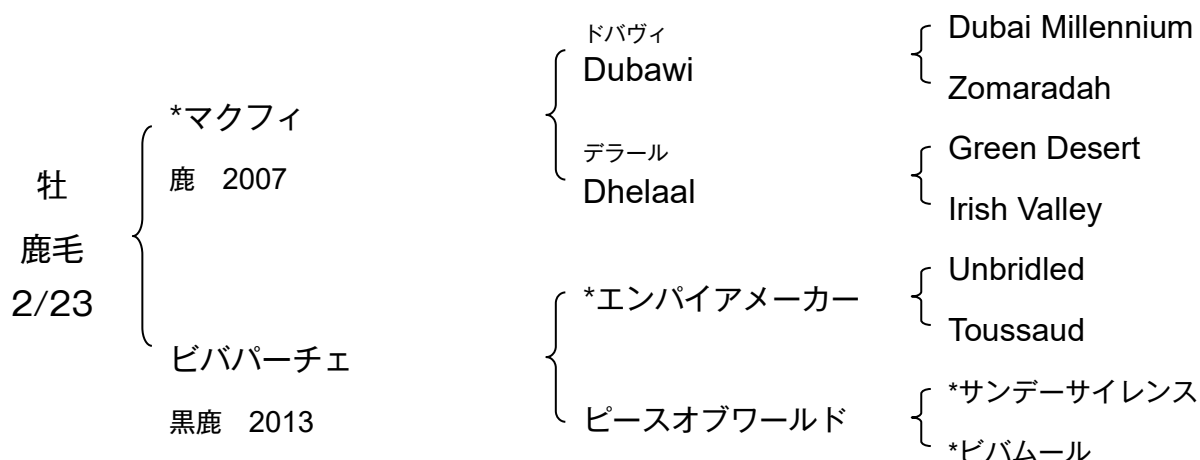 牡
鹿毛
2/23
*マクフィ
鹿　2007
ビバパーチェ
黒鹿　2013
ドバヴィ
Dubawi
デラール
Dhelaal
*エンパイアメーカー
ピースオブワールド
Dubai Millennium
Zomaradah
Green Desert
Irish Valley
Unbridled
Toussaud
*サンデーサイレンス
*ビバムール